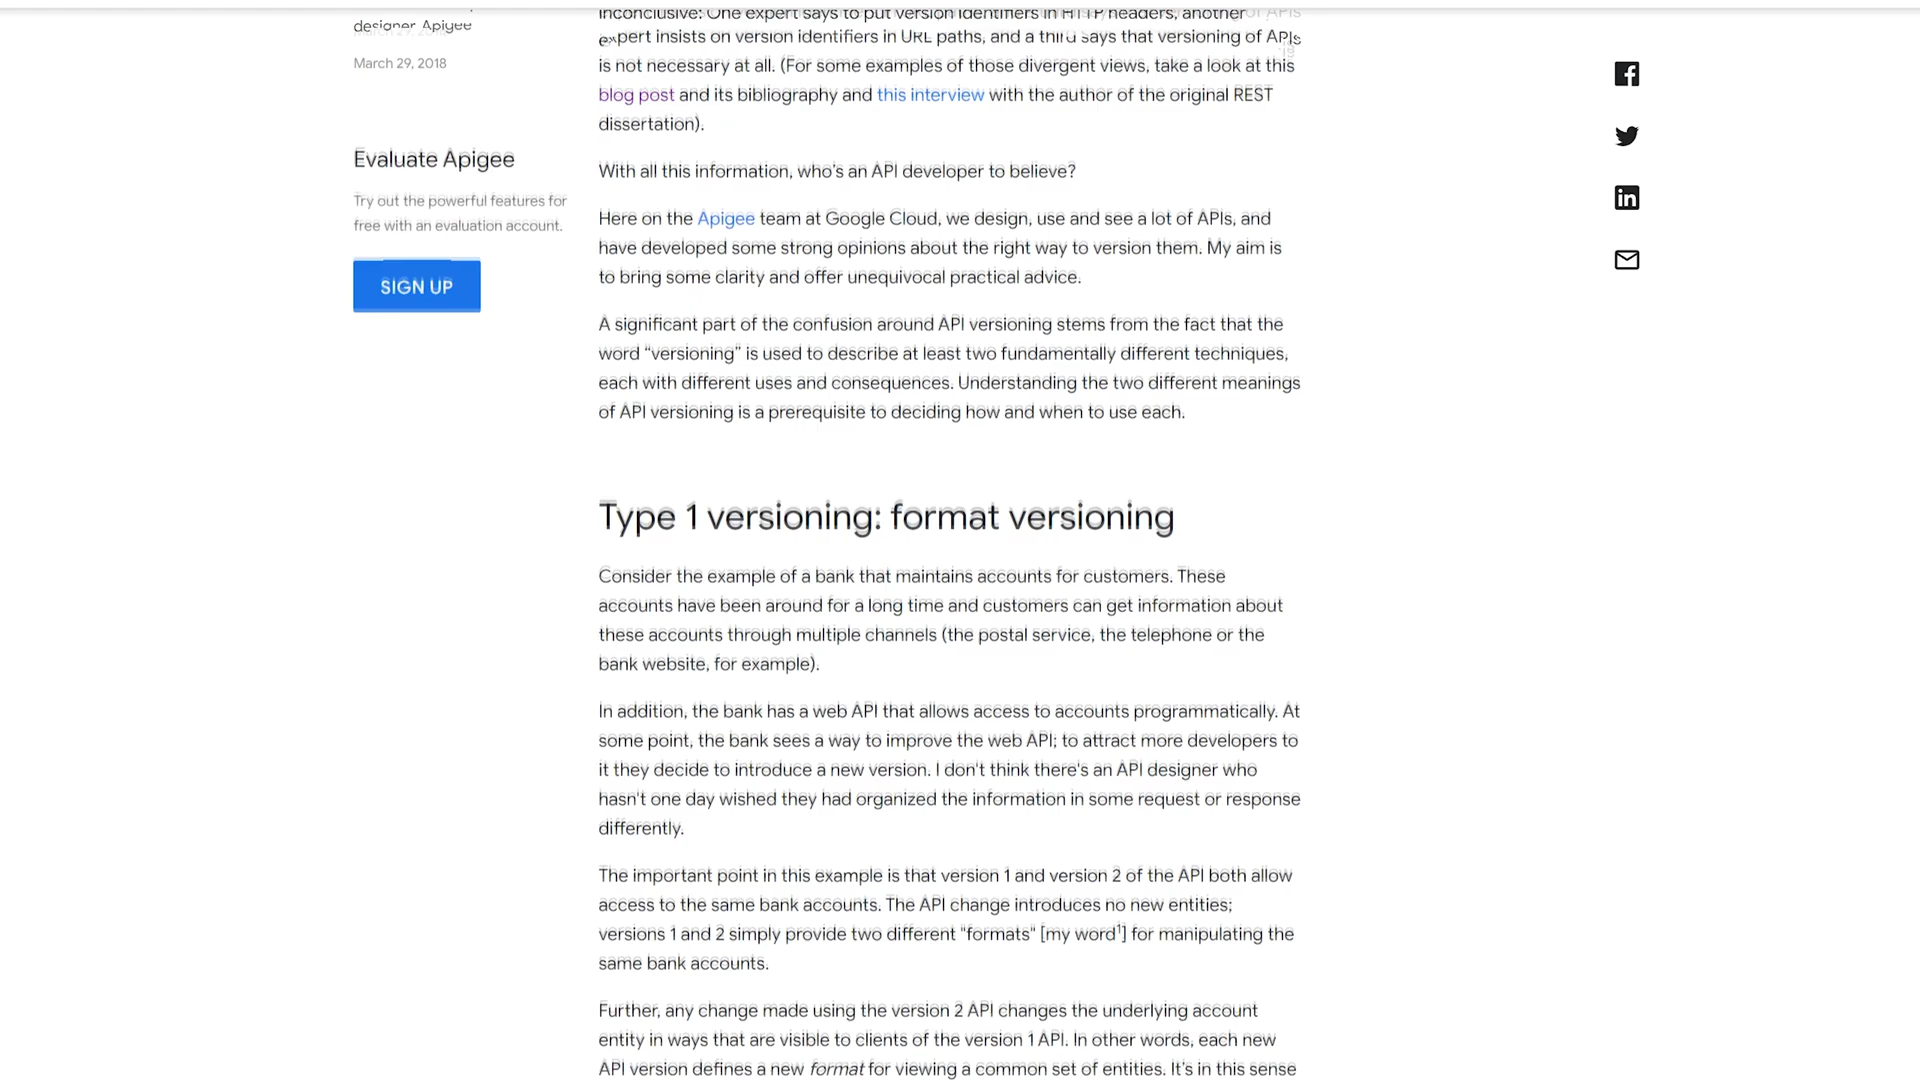 designer Apigee
March 29, 2018
Evaluate Apigee
Try out the powerful features for
free with an evaluation account.
SIGN UP
inconclusive: One expert says to put version identifiers in HTTP headers, another
expert insists on version identifiers in URL paths, and a third says that versioning of APIs
is not necessary at all. (For some examples of those divergent views, take a look at this
blog post and its bibliography and this interview with the author of the original REST
dissertation).
With all this information, who's an API developer to believe?
Here on the Apigee team at Google Cloud, we design, use and see a lot of APIs, and
have developed some strong opinions about the right way to version them. My aim is
to bring some clarity and offer unequivocal practical advice.
A significant part of the confusion around API versioning stems from the fact that the
word “versioning” is used to describe at least two fundamentally different techniques,
each with different uses and consequences. Understanding the two different meanings
of API versioning is a prerequisite to deciding how and when to use each.
Type 1 versioning: format versioning
Consider the example of a bank that maintains accounts for customers. These
accounts have been around for a long time and customers can get information about
these accounts through multiple channels (the postal service, the telephone or the
bank website, for example).
In addition, the bank has a web API that allows access to accounts programmatically. At
some point, the bank sees a way to improve the web API; to attract more developers to
it they decide to introduce a new version. I don't think there's an API designer who
hasn't one day wished they had organized the information in some request or response
differently.
The important point in this example is that version 1 and version 2 of the API both allow
access to the same bank accounts. The API change introduces no new entities;
versions 1 and 2 simply provide two different "formats" [my word¹] for manipulating the
same bank accounts.
Further, any change made using the version 2 API changes the underlying account
entity in ways that are visible to clients of the version 1 API. In other words, each new
API version defines a new format for viewing a common set of entities. It's in this sense